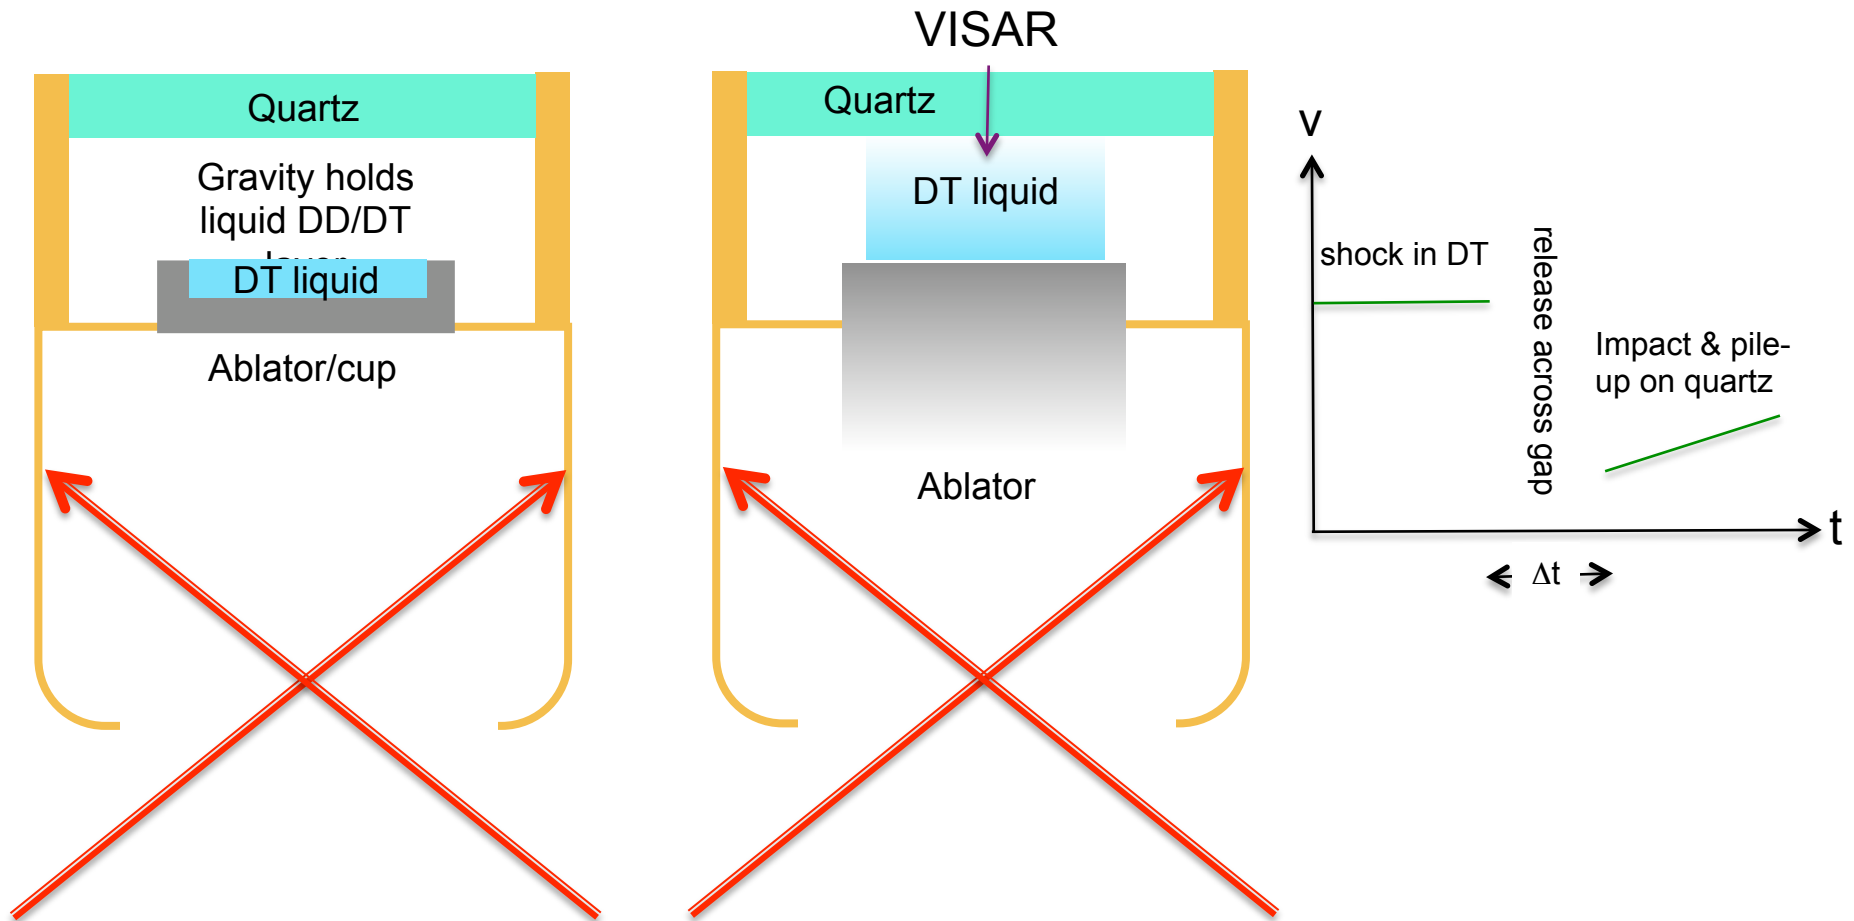 VISAR
Quartz
Gravity holds
liquid DD/DT
layer
DT liquid
Ablator/cup
Quartz
DT liquid
Ablator
v
shock in DT
release across gap
Impact & pile-
up on quartz
t
Δt